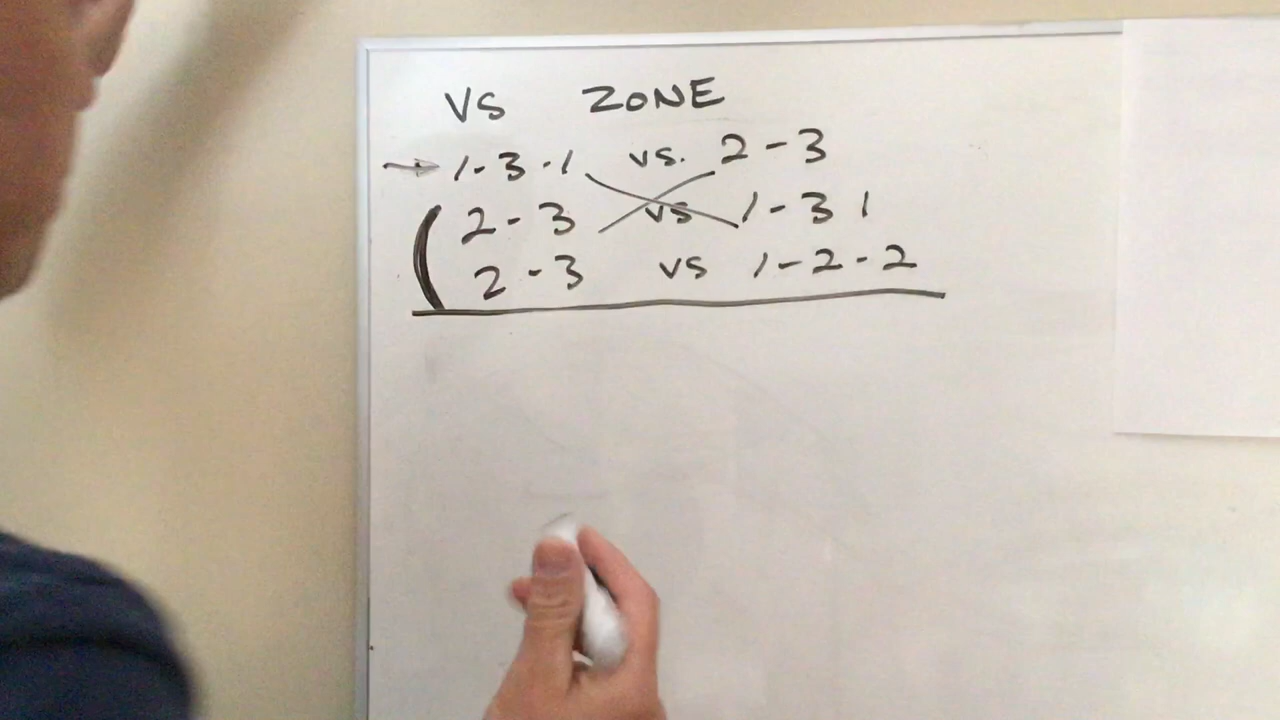 VS ZONE
→ 1-3-1 vs. 2-3
2-3 vs 1-3 1
2-3 vs 1-2-2